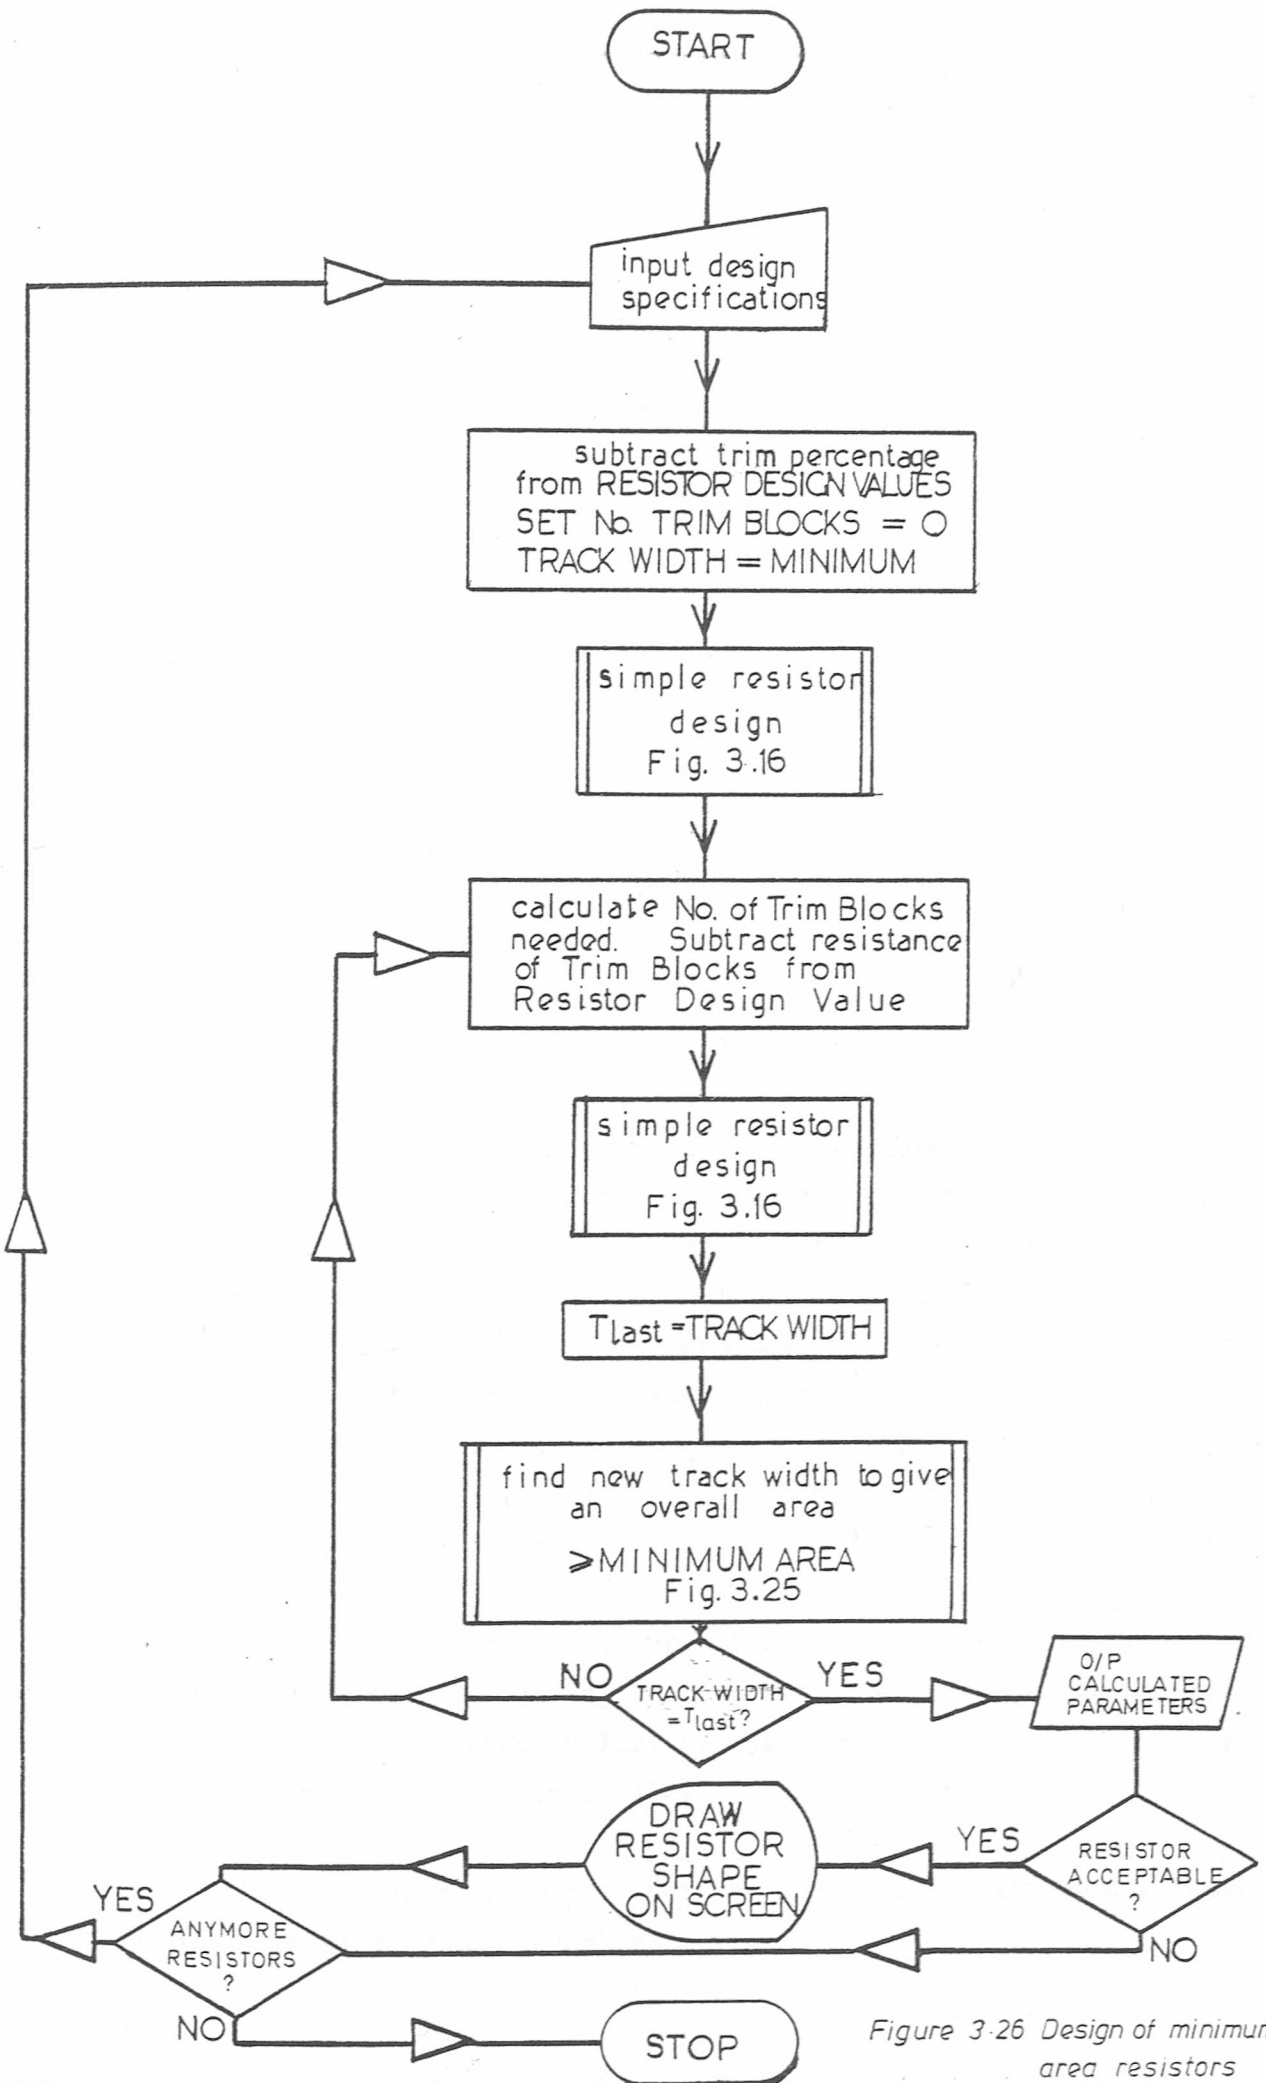 START
input design
specifications
subtract trim percentage
from RESISTOR DESIGN VALUES
SET No. TRIM BLOCKS = O
TRACK WIDTH = MINIMUM
simple resistor
design
Fig. 3.16
calculate No. of Trim Blocks
needed. Subtract resistance
of Trim Blocks from
Resistor Design Value
simple resistor
design
Fig. 3.16
Tlast = TRACK WIDTH
find new track width to give
an overall area
⩾MINIMUM AREA
Fig. 3.25
NO
TRACK WIDTH
=Tlast?
YES
O/P
CALCULATED
PARAMETERS
RESISTOR
ACCEPTABLE
?
YES
DRAW
RESISTOR
SHAPE
ON SCREEN
YES
ANYMORE
RESISTORS
?
NO
NO
STOP
Figure 3.26 Design of minimum
area resistors